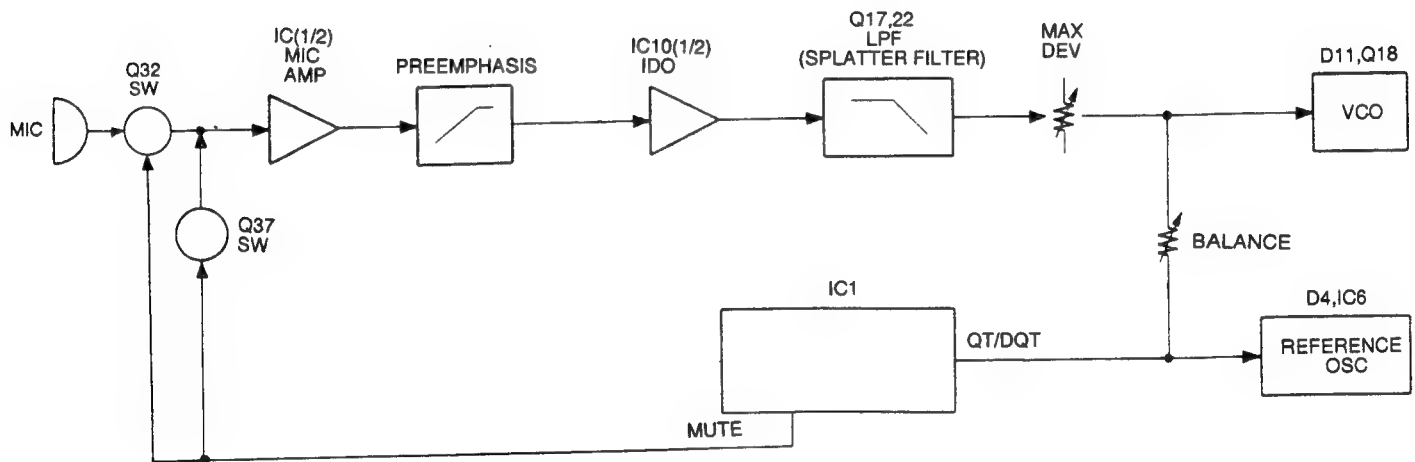 Q32
SW
IC(1/2)
MIC
AMP
PREEMPHASIS
IC10(1/2)
IDO
Q17,22
LPF
(SPLATTER FILTER)
MAX
DEV
D11,Q18
VCO
MIC
Q37
SW
BALANCE
IC1
QT/DQT
D4,IC6
REFERENCE
OSC
MUTE